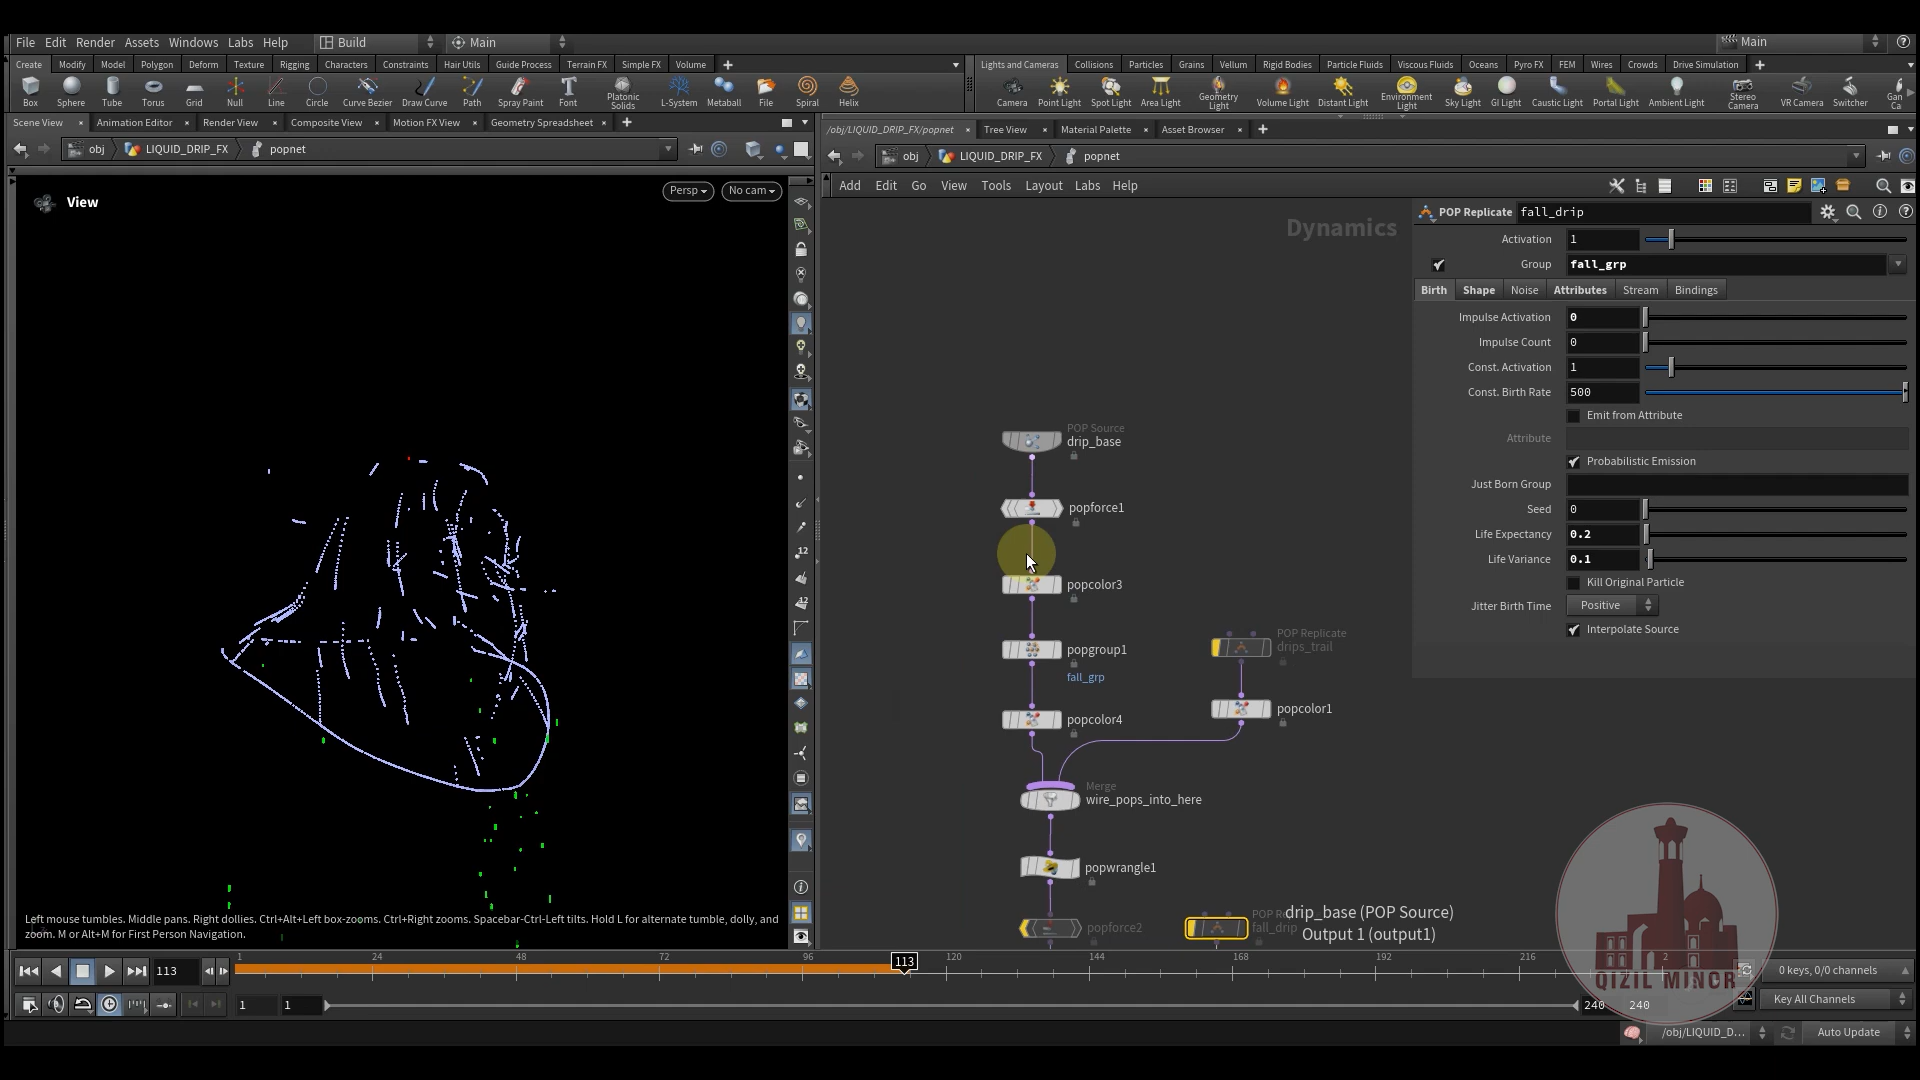 File Edit Render Assets Windows Labs Help Build Main Main
Create Modify Model Polygon Deform Texture Rigging Characters Constraints Hair Utils Guide Process Terrain FX Simple FX Volume
Lights and Cameras Collisions Particles Grains Vellum Rigid Bodies Particle Fluids Viscous Fluids Oceans Pyro FX FEM Wires Crowds Drive Simulation
Box Sphere Tube Torus Grid Null Line Circle Curve Bezier Draw Curve Path Spray Paint Font Platonic Solids L-System Metaball File Spiral Helix
Camera Point Light Spot Light Area Light Geometry Light Volume Light Distant Light Environment Light Sky Light GI Light Caustic Light Portal Light Ambient Light Stereo Camera VR Camera Switcher
Scene View Animation Editor Render View Composite View Motion FX View Geometry Spreadsheet
/obj/LIQUID_DRIP_FX/popnet Tree View Material Palette Asset Browser
obj LIQUID_DRIP_FX popnet
obj LIQUID_DRIP_FX popnet
Add Edit Go View Tools Layout Labs Help
View
Persp No cam
Dynamics
POP Replicate fall_drip
Activation 1
Group fall_grp
Birth Shape Noise Attributes Stream Bindings
Impulse Activation 0
Impulse Count 0
Const. Activation 1
Const. Birth Rate 500
Emit from Attribute
Attribute
Probabilistic Emission
Just Born Group
Seed 0
Life Expectancy 0.2
Life Variance 0.1
Kill Original Particle
Jitter Birth Time Positive
Interpolate Source
POP Source
drip_base
popforce1
popcolor3
popgroup1
fall_grp
popcolor4
POP Replicate
drips_trail
popcolor1
Merge
wire_pops_into_here
popwrangle1
popforce2
fall_drip
drip_base (POP Source)
Output 1 (output1)
QIZIL MINOR
12
12
Left mouse tumbles. Middle pans. Right dollies. Ctrl+Alt+Left box-zooms. Ctrl+Right zooms. Spacebar-Ctrl-Left tilts. Hold L for alternate tumble, dolly, and
zoom. M or Alt+M for First Person Navigation.
113
1 24 48 72 96 113 120 144 168 192 216
0 keys, 0/0 channels
1 1 240 240
Key All Channels
/obj/LIQUID_D... Auto Update